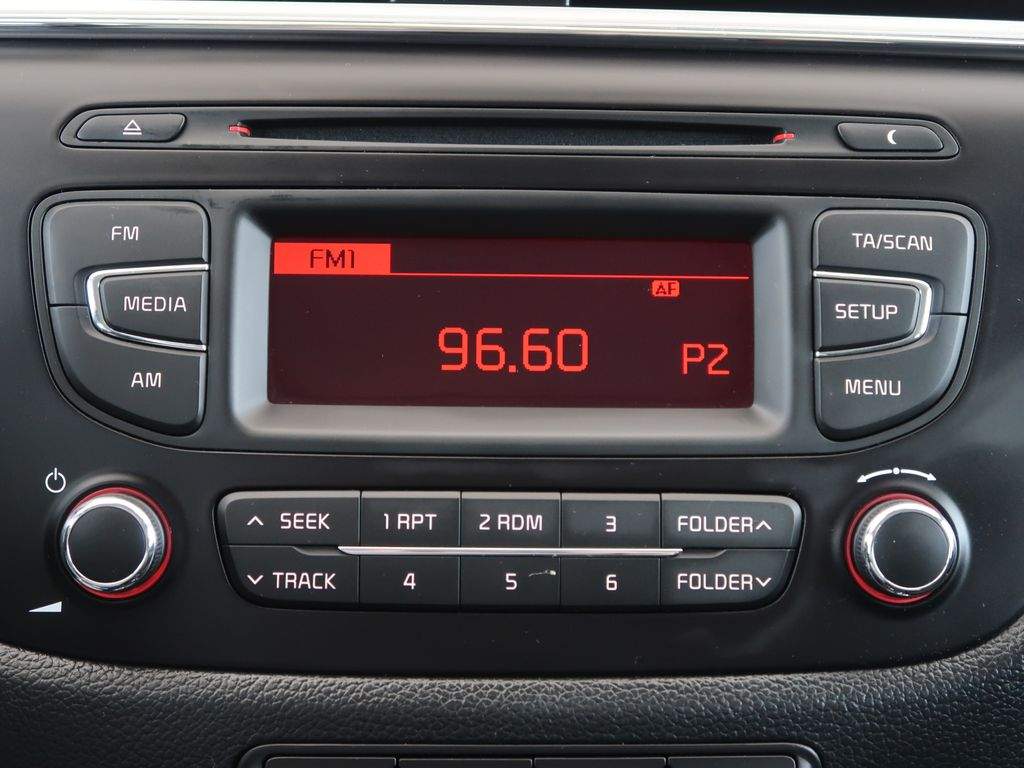 FM
MEDIA
AM
FM1
AF
96.60
P2
TA/SCAN
SETUP
MENU
SEEK
1 RPT
2 RDM
3
FOLDER
TRACK
4
5
6
FOLDER